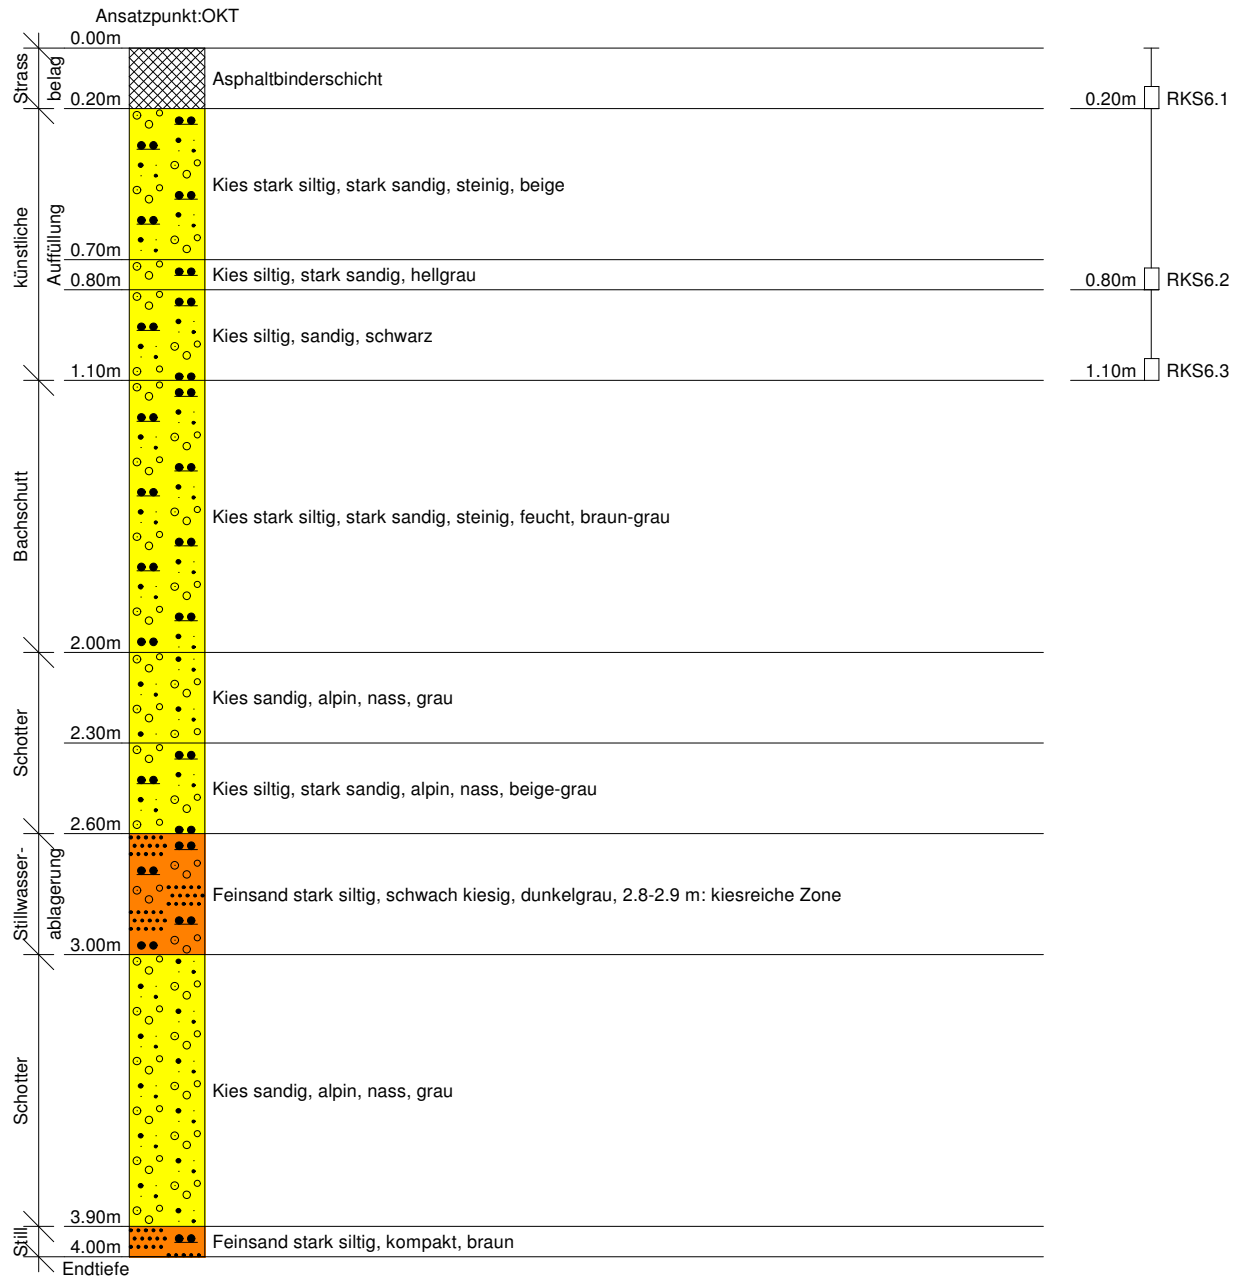 Ansatzpunkt:OKT
0.00m
Strass
belag
Asphaltbinderschicht
0.20m
0.20m RKS6.1
künstliche
Auffüllung
Kies stark siltig, stark sandig, steinig, beige
0.70m
Kies siltig, stark sandig, hellgrau
0.80m
0.80m RKS6.2
Kies siltig, sandig, schwarz
1.10m
1.10m RKS6.3
Bachschutt
Kies stark siltig, stark sandig, steinig, feucht, braun-grau
2.00m
Schotter
Kies sandig, alpin, nass, grau
2.30m
Kies siltig, stark sandig, alpin, nass, beige-grau
2.60m
Stillwasser-
ablagerung
Feinsand stark siltig, schwach kiesig, dunkelgrau, 2.8-2.9 m: kiesreiche Zone
3.00m
Schotter
Kies sandig, alpin, nass, grau
3.90m
Still
Feinsand stark siltig, kompakt, braun
4.00m
Endtiefe